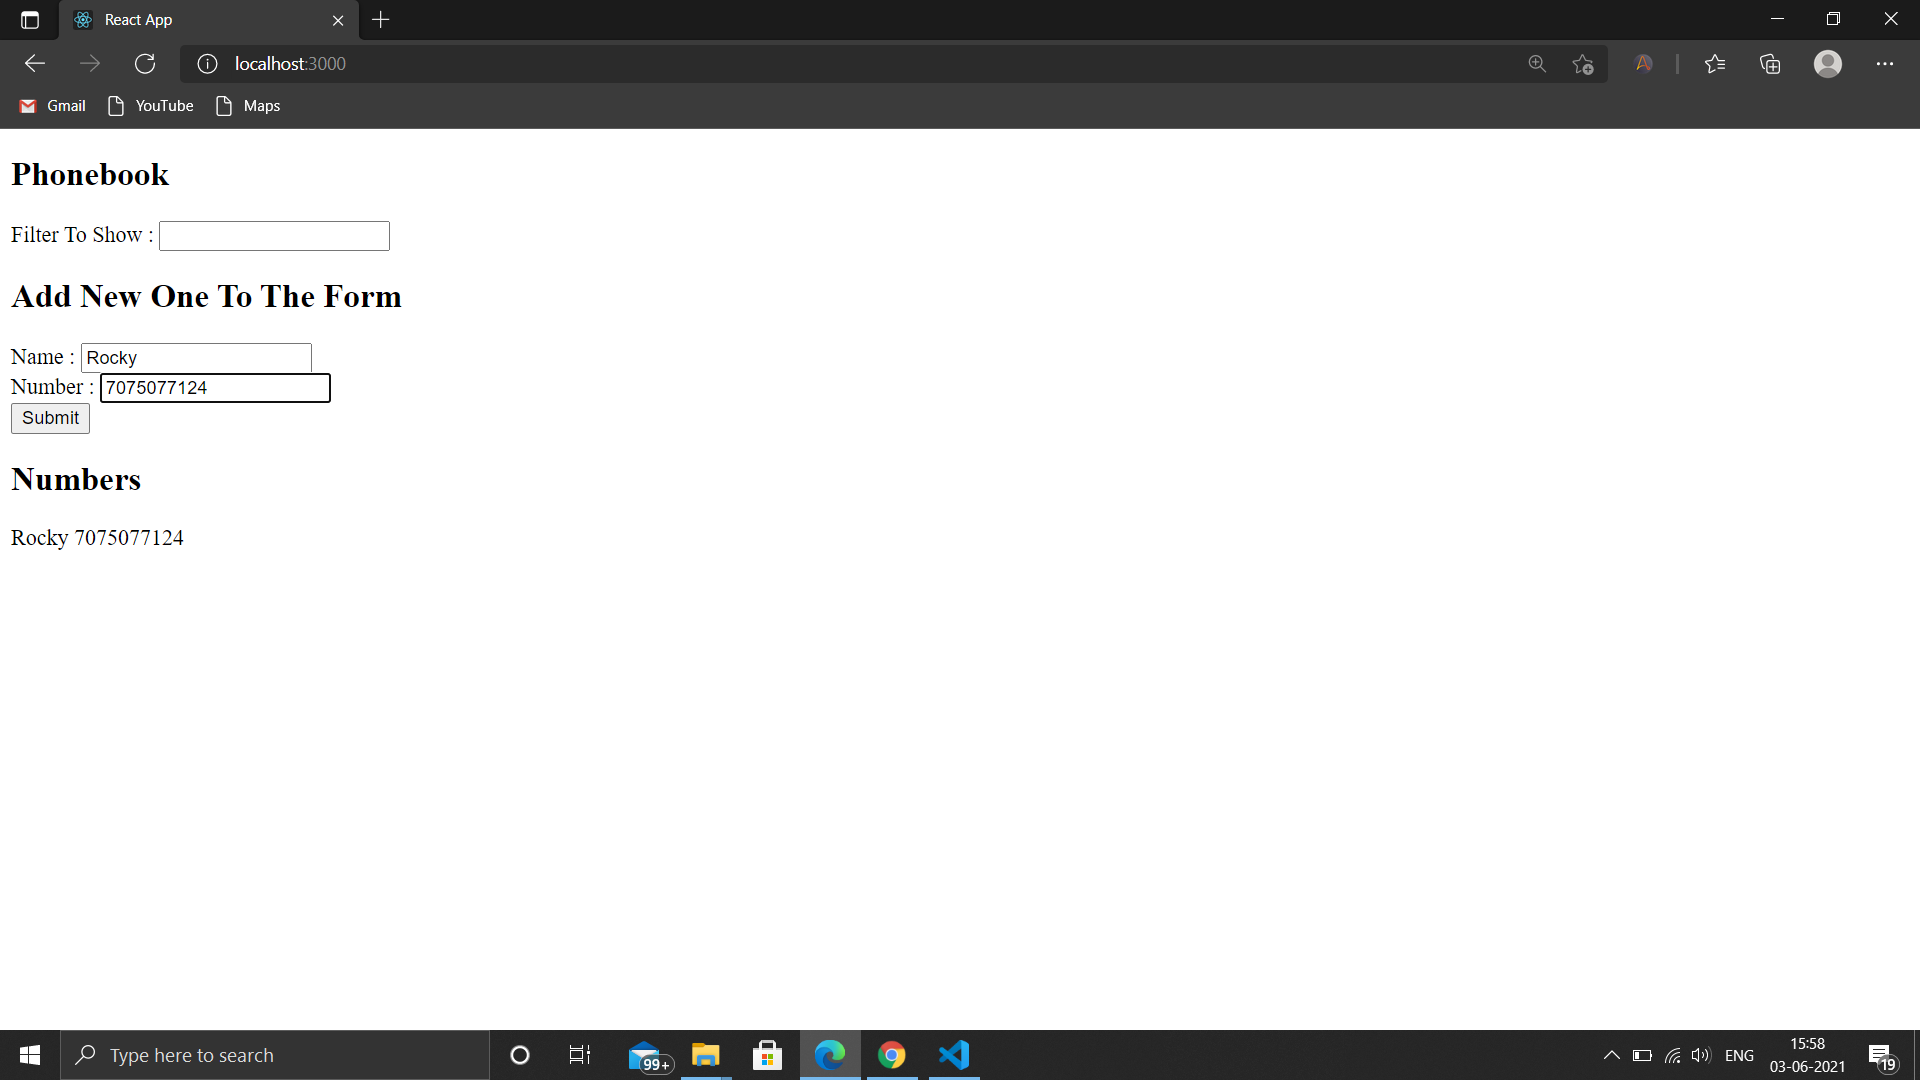 React App
localhost:3000
Gmail YouTube Maps
Phonebook
Filter To Show :
Add New One To The Form
Name : Rocky
Number : 7075077124
Submit
Numbers
Rocky 7075077124
Type here to search 99+ ENG 15:58 03-06-2021 19